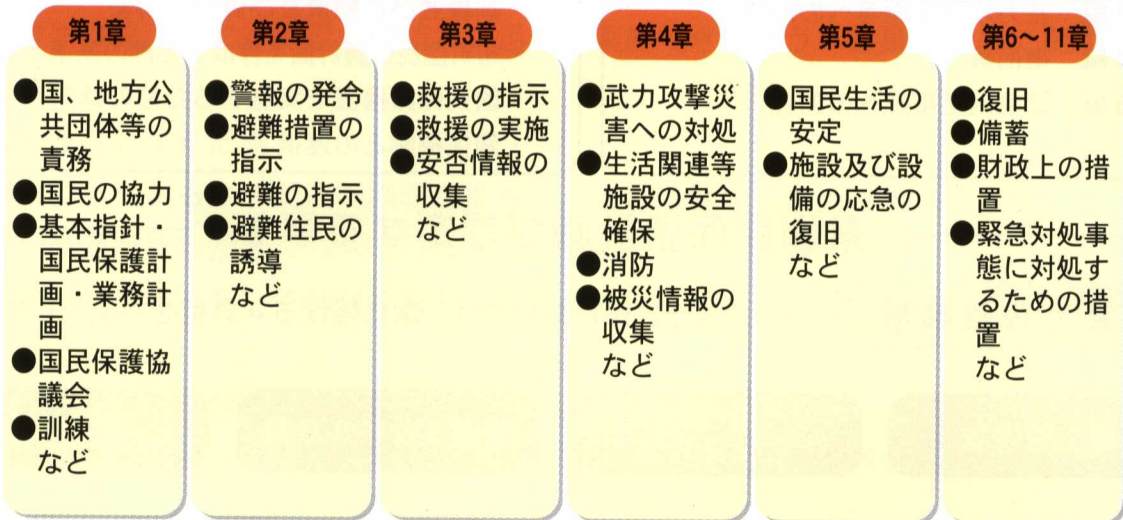 第1章
●国、地方公
共団体等の
責務
●国民の協力
●基本指針・
国民保護計
画・業務計
画
●国民保護協
議会
●訓練
など
第2章
●警報の発令
●避難措置の
指示
●避難の指示
●避難住民の
誘導
など
第3章
●救援の指示
●救援の実施
●安否情報の
収集
など
第4章
●武力攻撃災
害への対処
●生活関連等
施設の安全
確保
●消防
●被災情報の
収集
など
第5章
●国民生活の
安定
●施設及び設
備の応急の
復旧
など
第6〜11章
●復旧
●備蓄
●財政上の措
置
●緊急対処事
態に対処す
るための措
置
など